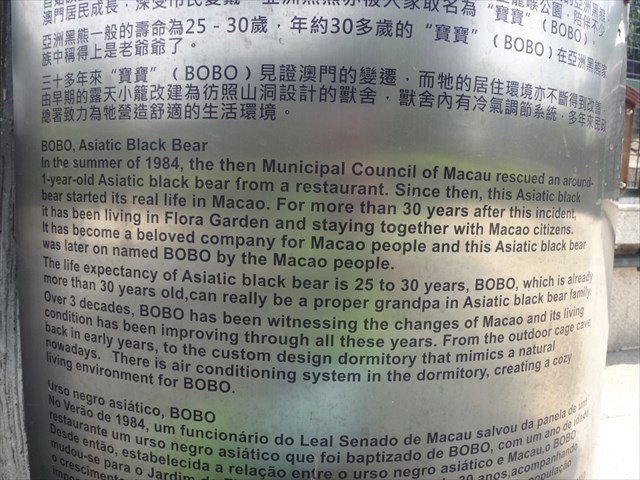 澳門居民成長，深受市民愛戴
亞洲黑熊一般的壽命為25 - 30歲，年約30多歲的 “寶寶” （BOBO）在亞洲黑熊家
族中稱得上是老爺爺了。
三十多年來 “寶寶” （BOBO）見證澳門的變遷，而牠的居住環境亦不斷得到改善
由早期的露天小籠改建為彷照山洞設計的獸舍，獸舍內有冷氣調節系統，多年來民政
總署致力為牠營造舒適的生活環境。
BOBO, Asiatic Black Bear
In the summer of 1984, the then Municipal Council of Macau rescued an around-
1-year-old Asiatic black bear from a restaurant. Since then, this Asiatic black
bear started its real life in Macao. For more than 30 years after this incident,
it has been living in Flora Garden and staying together with Macao citizens.
It has become a beloved company for Macao people and this Asiatic black bear
was later on named BOBO by the Macao people.
The life expectancy of Asiatic black bear is 25 to 30 years, BOBO, which is already
more than 30 years old,can really be a proper grandpa in Asiatic black bear family.
Over 3 decades, BOBO has been witnessing the changes of Macao and its living
condition has been improving through all these years. From the outdoor cage
back in early years, to the custom design dormitory that mimics a natural cave
nowadays. There is air conditioning system in the dormitory, creating a cozy
living environment for BOBO.
Urso negro asiático, BOBO
No Verão de 1984, um funcionário do Leal Senado de Macau salvou da panela de um
restaurante um urso negro asiático que foi baptizado de BOBO, com um ano de idade.
Desde então, estabelecida a relação entre o urso negro asiático e Macau,o BOBO
mudou-se para o Jardim 30 anos,acompanhando
o crescimento população